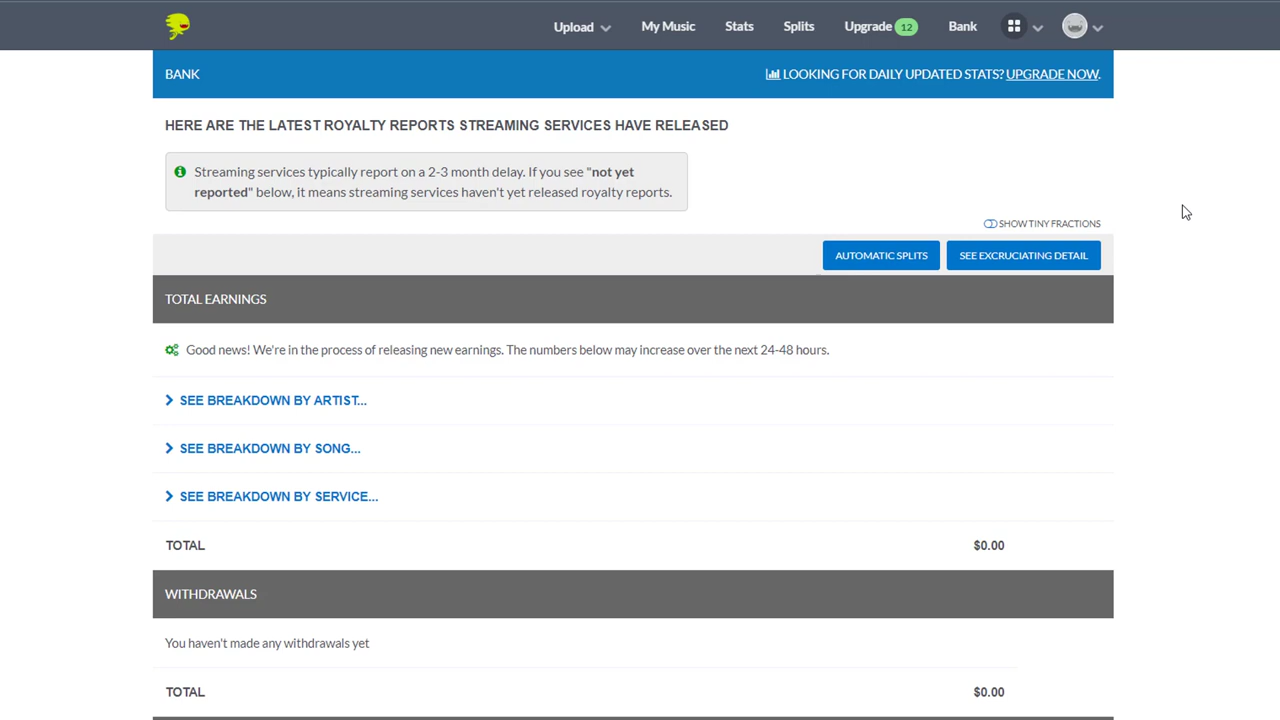 Upload My Music Stats Splits Upgrade 12 Bank
BANK LOOKING FOR DAILY UPDATED STATS? UPGRADE NOW.
HERE ARE THE LATEST ROYALTY REPORTS STREAMING SERVICES HAVE RELEASED
Streaming services typically report on a 2-3 month delay. If you see "not yet
reported" below, it means streaming services haven't yet released royalty reports.
SHOW TINY FRACTIONS
AUTOMATIC SPLITS SEE EXCRUCIATING DETAIL
TOTAL EARNINGS
Good news! We're in the process of releasing new earnings. The numbers below may increase over the next 24-48 hours.
SEE BREAKDOWN BY ARTIST...
SEE BREAKDOWN BY SONG...
SEE BREAKDOWN BY SERVICE...
TOTAL $0.00
WITHDRAWALS
You haven't made any withdrawals yet
TOTAL $0.00